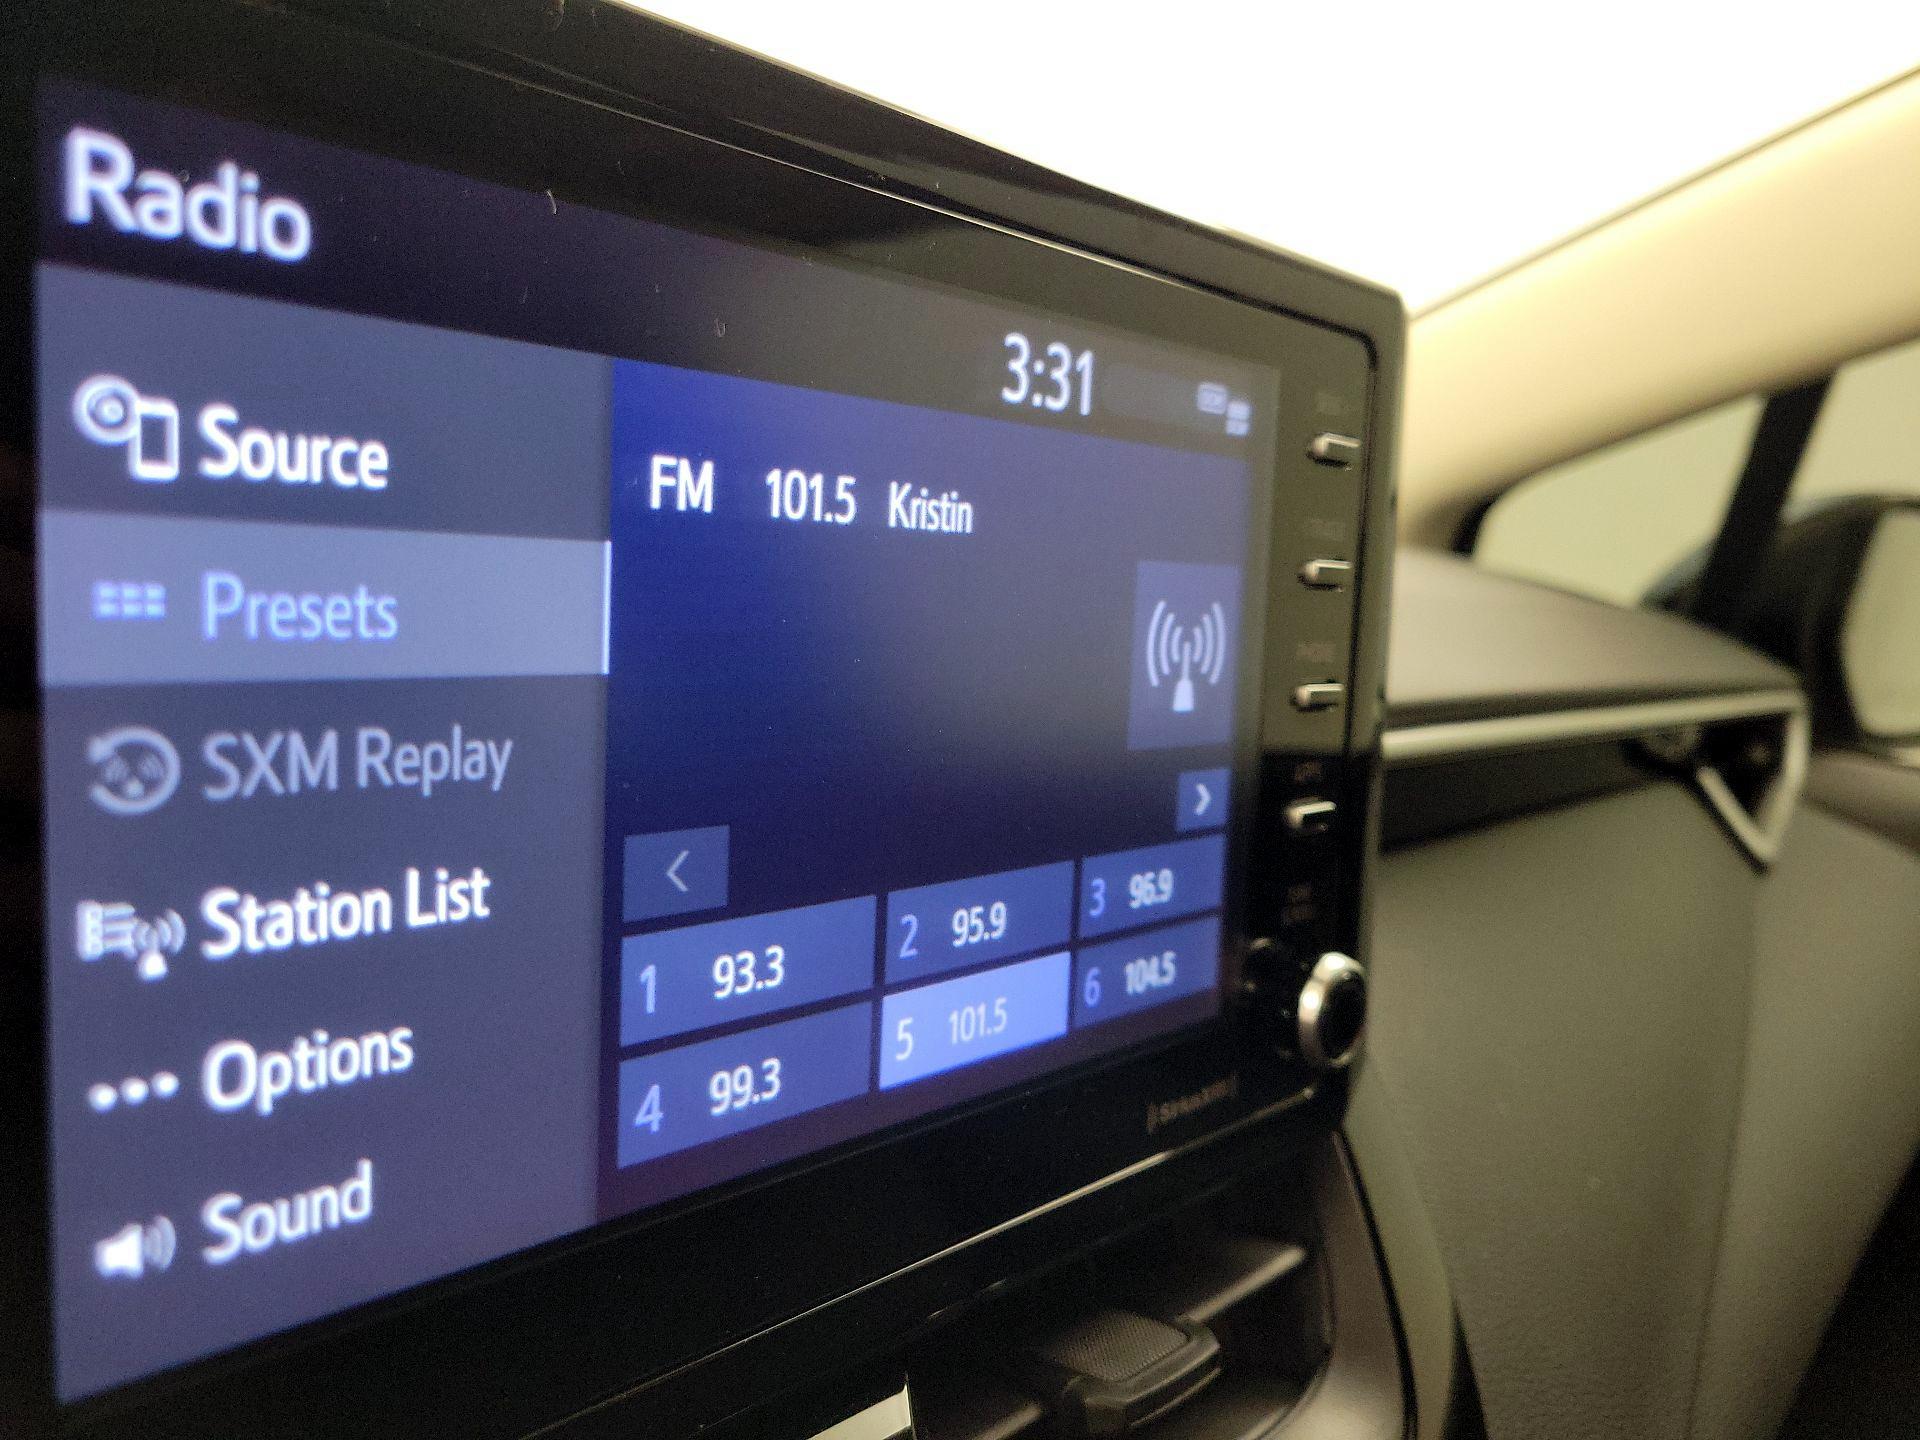 Radio
3:31
Source
Presets
SXM Replay
Station List
Options
Sound
FM 101.5 Kristin
1 93.3
2 95.9
3 96.9
4 99.3
5 101.5
6 104.5
SiriusXM